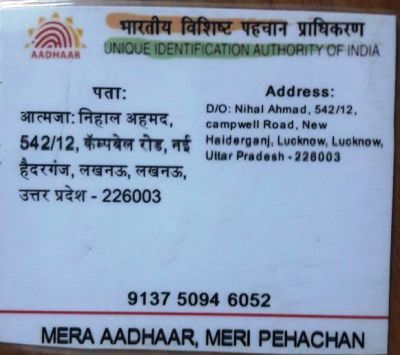 भारतीय विशिष्ट पहचान प्राधिकरण
UNIQUE IDENTIFICATION AUTHORITY OF INDIA
AADHAAR
पता:
आत्मजा: निहाल अहमद,
542/12, कॅम्पबेल रोड, नई
हैदरगंज, लखनऊ, लखनऊ,
उत्तर प्रदेश - 226003
Address:
D/O: Nihal Ahmad, 542/12,
campwell Road, New
Haiderganj, Lucknow, Lucknow,
Uttar Pradesh - 226003
9137 5094 6052
MERA AADHAAR, MERI PEHACHAN